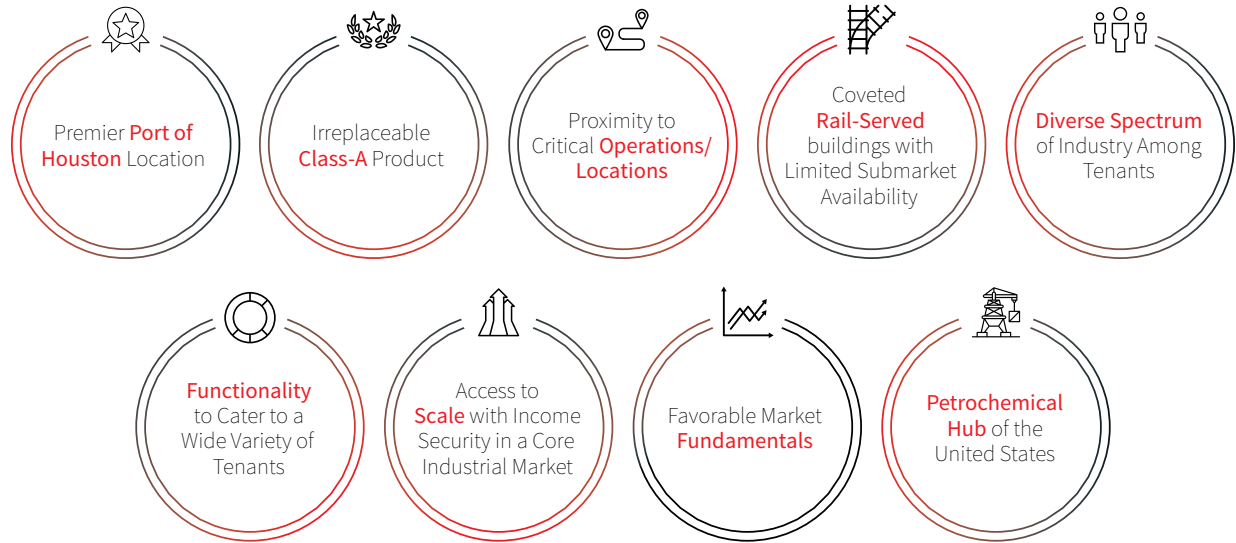 Premier Port of
Houston Location
Irreplaceable
Class-A Product
Proximity to
Critical Operations/
Locations
Coveted
Rail-Served
buildings with
Limited Submarket
Availability
Diverse Spectrum
of Industry Among
Tenants
Functionality
to Cater to a
Wide Variety of
Tenants
Access to
Scale with Income
Security in a Core
Industrial Market
Favorable Market
Fundamentals
Petrochemical
Hub of the
United States